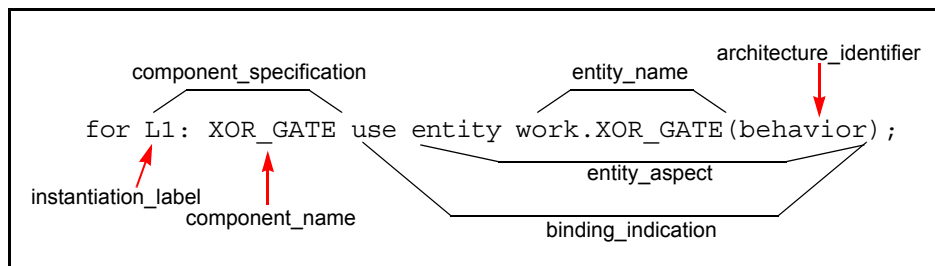 architecture_identifier
component_specification entity_name
for L1: XOR_GATE use entity work.XOR_GATE(behavior);
instantiation_label entity_aspect
component_name binding_indication